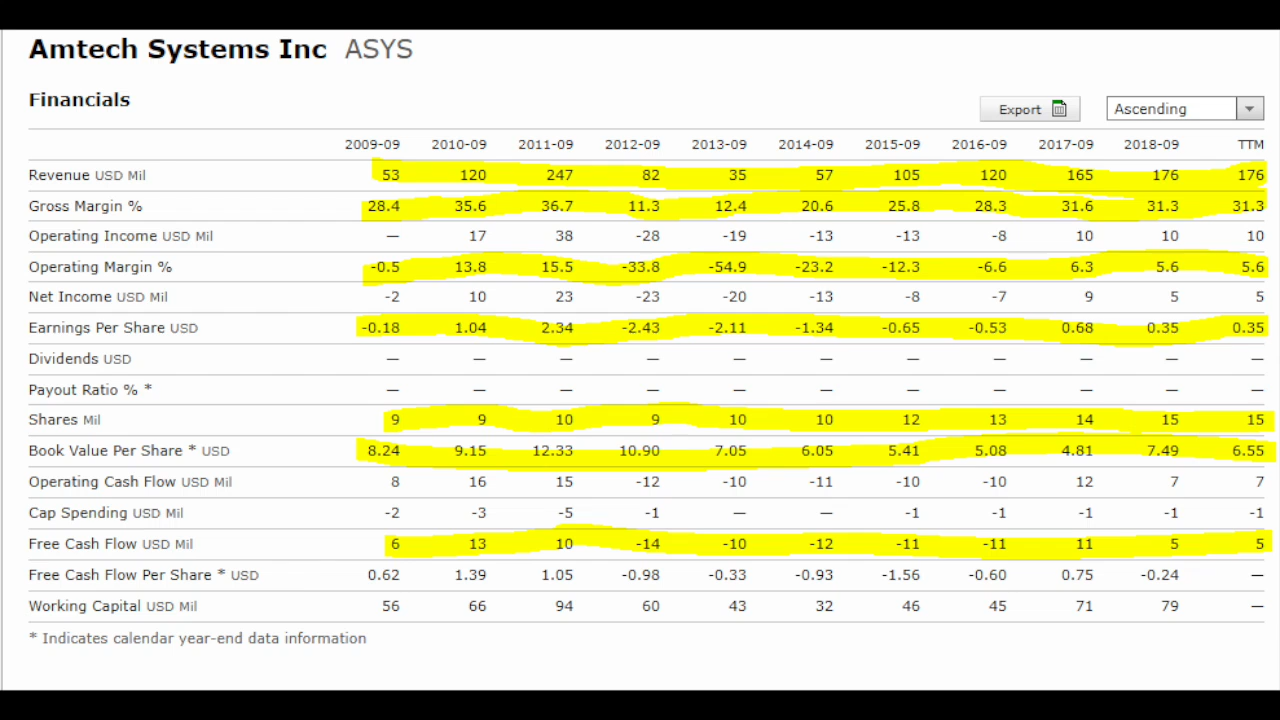 Amtech Systems Inc ASYS
Financials
Export Ascending
2009-09 2010-09 2011-09 2012-09 2013-09 2014-09 2015-09 2016-09 2017-09 2018-09 TTM
Revenue USD Mil 53 120 247 82 35 57 105 120 165 176 176
Gross Margin % 28.4 35.6 36.7 11.3 12.4 20.6 25.8 28.3 31.6 31.3 31.3
Operating Income USD Mil — 17 38 -28 -19 -13 -13 -8 10 10 10
Operating Margin % -0.5 13.8 15.5 -33.8 -54.9 -23.2 -12.3 -6.6 6.3 5.6 5.6
Net Income USD Mil -2 10 23 -23 -20 -13 -8 -7 9 5 5
Earnings Per Share USD -0.18 1.04 2.34 -2.43 -2.11 -1.34 -0.65 -0.53 0.68 0.35 0.35
Dividends USD — — — — — — — — — — —
Payout Ratio % * — — — — — — — — — — —
Shares Mil 9 9 10 9 10 10 12 13 14 15 15
Book Value Per Share * USD 8.24 9.15 12.33 10.90 7.05 6.05 5.41 5.08 4.81 7.49 6.55
Operating Cash Flow USD Mil 8 16 15 -12 -10 -11 -10 -10 12 7 7
Cap Spending USD Mil -2 -3 -5 -1 — — -1 -1 -1 -1 -1
Free Cash Flow USD Mil 6 13 10 -14 -10 -12 -11 -11 11 5 5
Free Cash Flow Per Share * USD 0.62 1.39 1.05 -0.98 -0.33 -0.93 -1.56 -0.60 0.75 -0.24 —
Working Capital USD Mil 56 66 94 60 43 32 46 45 71 79 —
* Indicates calendar year-end data information